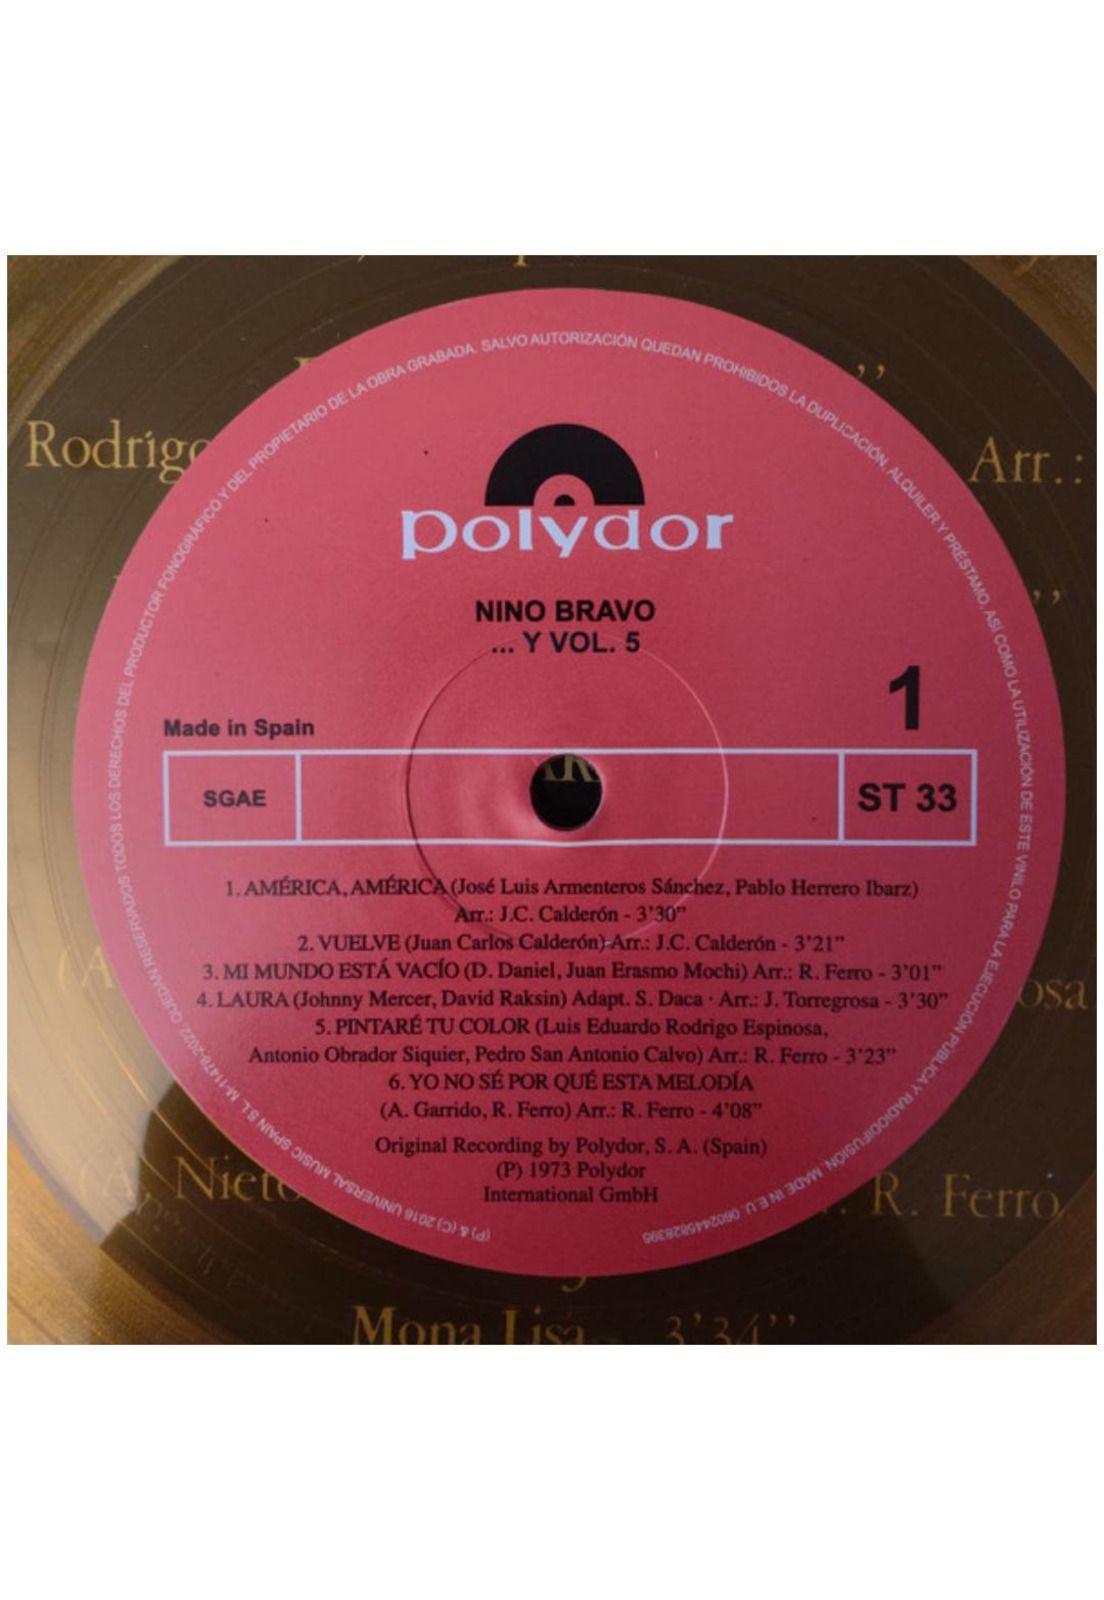 SALVO AUTORIZACIÓN QUEDAN PROHIBIDOS LA DUPLICACIÓN, ALQUILER Y PRÉSTAMO, ASÍ COMO LA UTILIZACIÓN DE ESTE VINILO PARA LA EJECUCIÓN PÚBLICA Y RADIODIFUSIÓN, MADE IN E.U. 0602445828395
(P) & (C) 2016 UNIVERSAL MUSIC SPAIN S.L. M-11478-2022. QUEDAN RESERVADOS TODOS LOS DERECHOS DEL PRODUCTOR FONOGRÁFICO Y DEL PROPIETARIO DE LA OBRA GRABADA.
Arr.:
polydor
NINO BRAVO
... Y VOL. 5
1
Made in Spain
SGAE
ST 33
1. AMÉRICA, AMÉRICA (José Luis Armenteros Sánchez, Pablo Herrero Ibarz)
Arr.: J.C. Calderón - 3'30"
2. VUELVE (Juan Carlos Calderón) Arr.: J.C. Calderón - 3'21"
3. MI MUNDO ESTÁ VACÍO (D. Daniel, Juan Erasmo Mochi) Arr.: R. Ferro - 3'01"
4. LAURA (Johnny Mercer, David Raksin) Adapt. S. Daca · Arr.: J. Torregrosa - 3'30"
5. PINTARÉ TU COLOR (Luis Eduardo Rodrigo Espinosa,
Antonio Obrador Siquier, Pedro San Antonio Calvo) Arr.: R. Ferro - 3'23"
6. YO NO SÉ POR QUÉ ESTA MELODÍA
(A. Garrido, R. Ferro) Arr.: R. Ferro - 4'08"
Original Recording by Polydor, S. A. (Spain)
(P) 1973 Polydor
International GmbH
R. Ferro,
Mona Lisa 3'34''